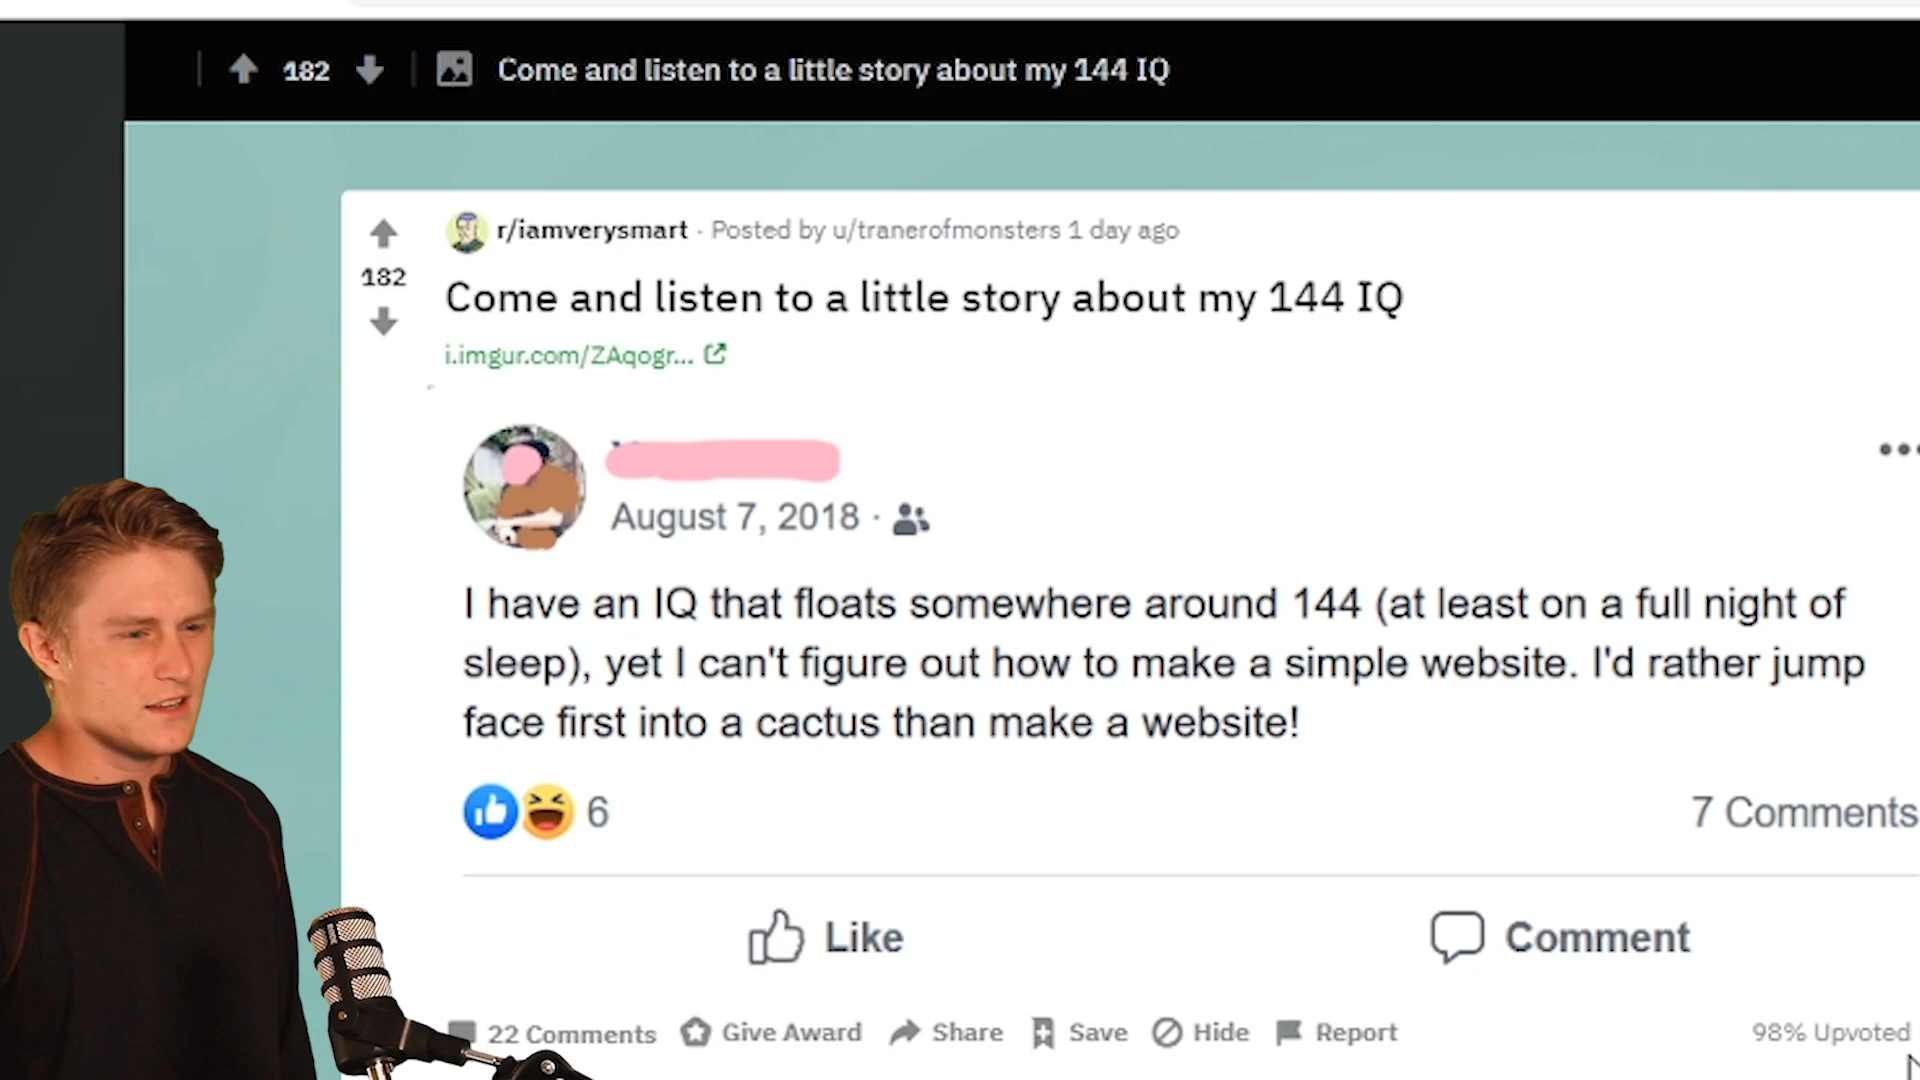 182 Come and listen to a little story about my 144 IQ
r/iamverysmart · Posted by u/tranerofmonsters 1 day ago
182
Come and listen to a little story about my 144 IQ
i.imgur.com/ZAqogr...
August 7, 2018 ·
I have an IQ that floats somewhere around 144 (at least on a full night of
sleep), yet I can't figure out how to make a simple website. I'd rather jump
face first into a cactus than make a website!
6 7 Comments
Like Comment
22 Comments Give Award Share Save Hide Report 98% Upvoted